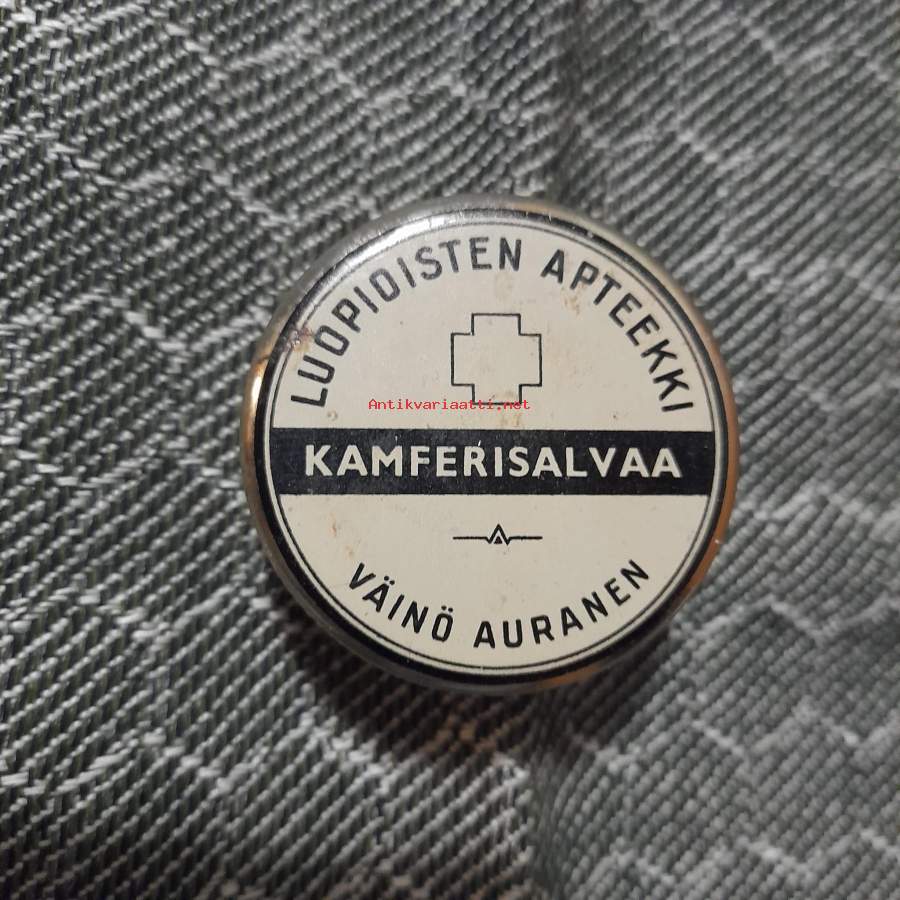 LUOPIOISTEN APTEEKKI
Antikvariaatti.net
KAMFERISALVAA
VÄINÖ AURANEN